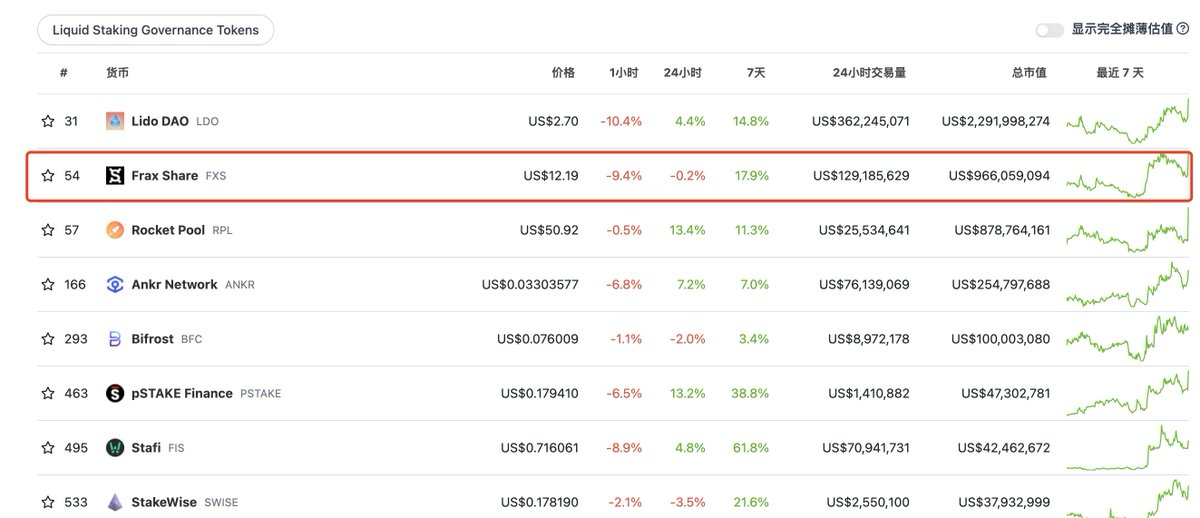 Liquid Staking Governance Tokens 显示完全摊薄估值 ?
# 货币 价格 1小时 24小时 7天 24小时交易量 总市值 最近 7 天
31 Lido DAO LDO US$2.70 -10.4% 4.4% 14.8% US$362,245,071 US$2,291,998,274
54 Frax Share FXS US$12.19 -9.4% -0.2% 17.9% US$129,185,629 US$966,059,094
57 Rocket Pool RPL US$50.92 -0.5% 13.4% 11.3% US$25,534,641 US$878,764,161
166 Ankr Network ANKR US$0.03303577 -6.8% 7.2% 7.0% US$76,139,069 US$254,797,688
293 Bifrost BFC US$0.076009 -1.1% -2.0% 3.4% US$8,972,178 US$100,003,080
463 pSTAKE Finance PSTAKE US$0.179410 -6.5% 13.2% 38.8% US$1,410,882 US$47,302,781
495 Stafi FIS US$0.716061 -8.9% 4.8% 61.8% US$70,941,731 US$42,462,672
533 StakeWise SWISE US$0.178190 -2.1% -3.5% 21.6% US$2,550,100 US$37,932,999